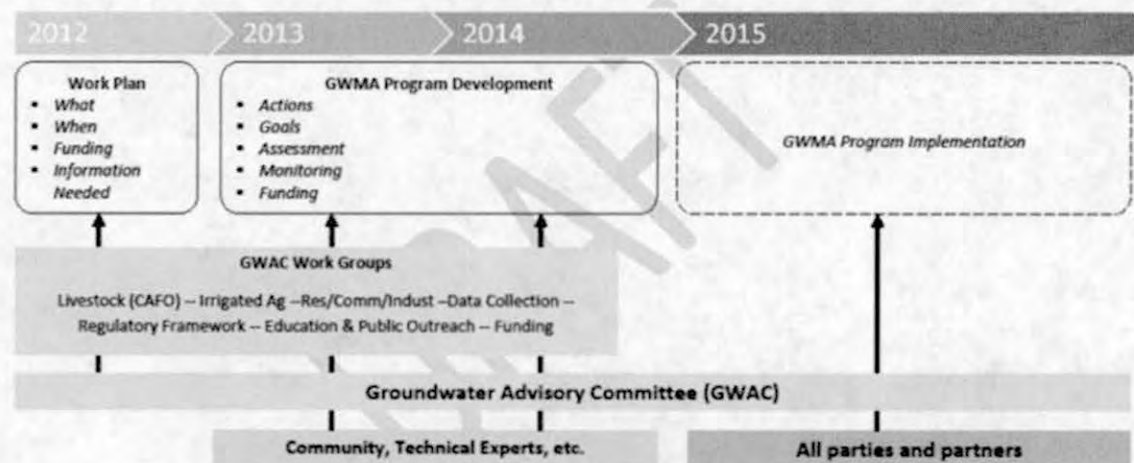 2012
2013
2014
2015
Work Plan
▪ What
▪ When
▪ Funding
▪ Information
Needed
GWMA Program Development
▪ Actions
▪ Goals
▪ Assessment
▪ Monitoring
▪ Funding
GWMA Program Implementation
GWAC Work Groups
Livestock (CAFO) -- Irrigated Ag --Res/Comm/Indust --Data Collection --
Regulatory Framework -- Education & Public Outreach -- Funding
Groundwater Advisory Committee (GWAC)
Community, Technical Experts, etc.
All parties and partners
DRAFT